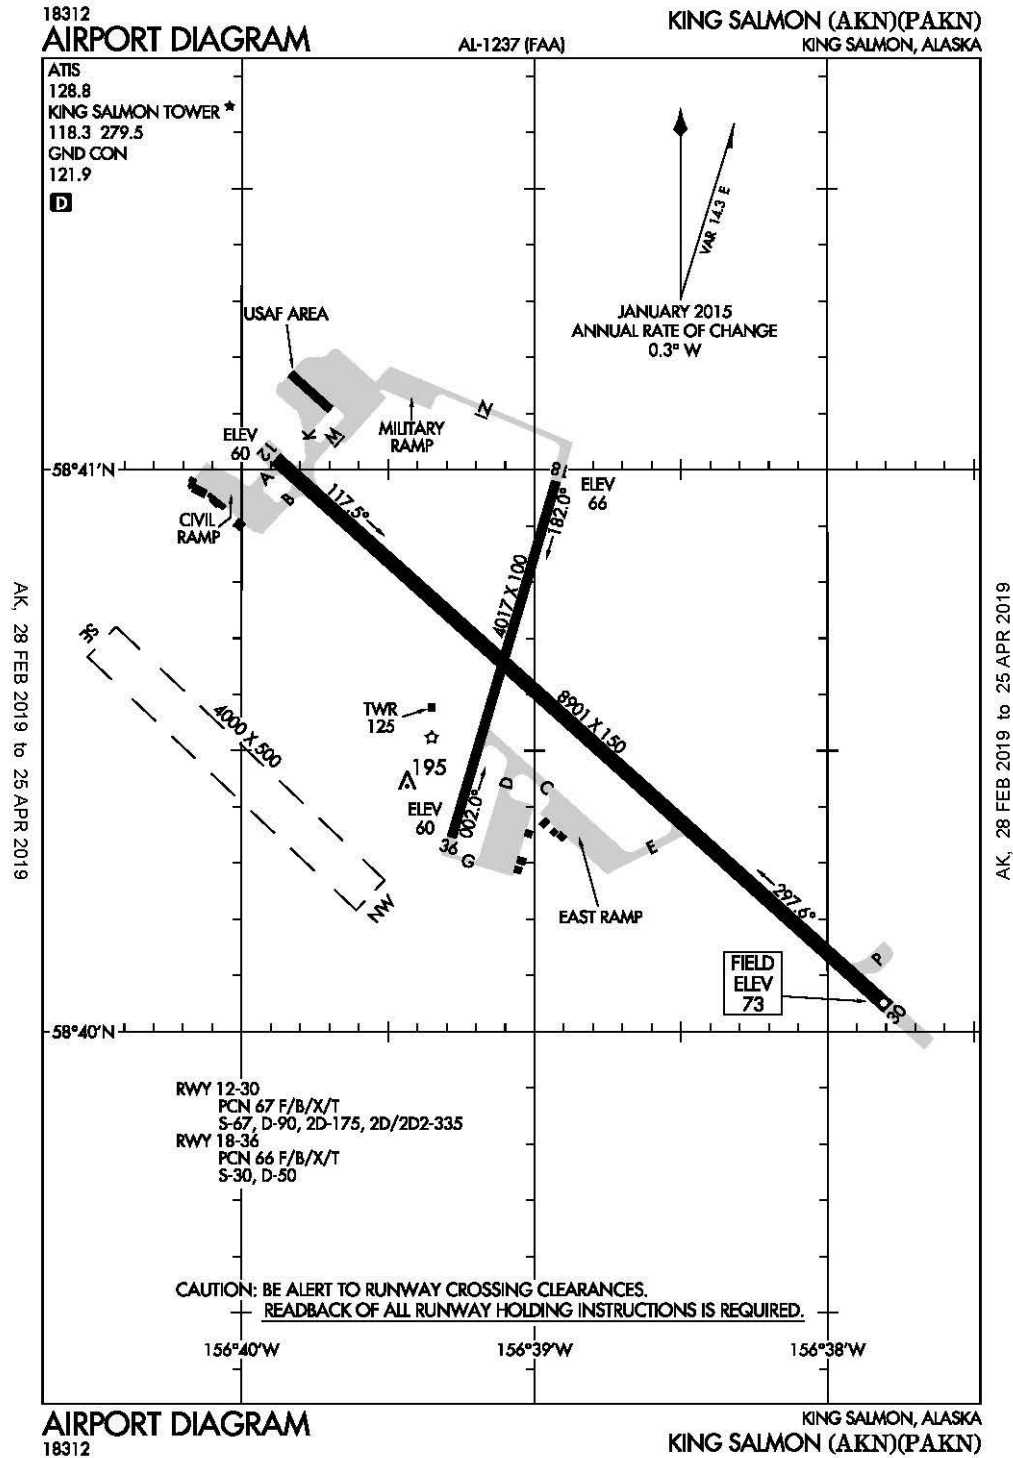 18312
AIRPORT DIAGRAM
AL-1237 (FAA)
KING SALMON (AKN)(PAKN)
KING SALMON, ALASKA
ATIS
128.8
KING SALMON TOWER ★
118.3 279.5
GND CON
121.9
D
VAR 14.3 E
JANUARY 2015
ANNUAL RATE OF CHANGE
0.3° W
USAF AREA
MILITARY
RAMP
N
K
M
ELEV
60
12
A
B
58°41'N
CIVIL
RAMP
117.5°
18
ELEV
66
182.0°
4017 X 100
SE
4000 X 500
NW
TWR
125
195
8901 X 150
ELEV
60
002.0°
36
G
D
C
E
EAST RAMP
297.6°
P
FIELD
ELEV
73
30
58°40'N
RWY 12-30
PCN 67 F/B/X/T
S-67, D-90, 2D-175, 2D/2D2-335
RWY 18-36
PCN 66 F/B/X/T
S-30, D-50
CAUTION: BE ALERT TO RUNWAY CROSSING CLEARANCES.
READBACK OF ALL RUNWAY HOLDING INSTRUCTIONS IS REQUIRED.
156°40'W
156°39'W
156°38'W
AK, 28 FEB 2019 to 25 APR 2019
AK, 28 FEB 2019 to 25 APR 2019
AIRPORT DIAGRAM
18312
KING SALMON, ALASKA
KING SALMON (AKN)(PAKN)